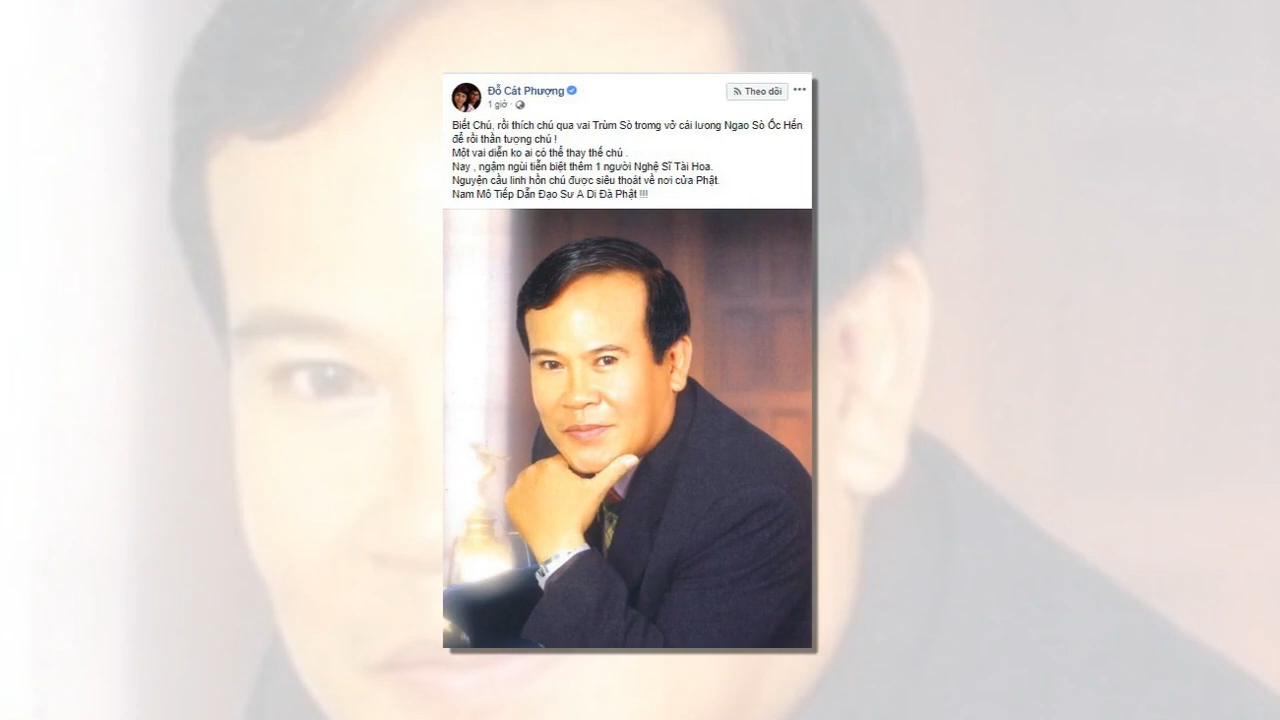 Đỗ Cát Phượng
Theo dõi
1 giờ ·
Biết Chú, rồi thích chú qua vai Trùm Sò tromg vở cải lương Ngao Sò Ốc Hến
để rồi thần tượng chú !
Một vai diễn ko ai có thể thay thế chú .
Nay , ngậm ngùi tiễn biệt thêm 1 người Nghệ Sĩ Tài Hoa.
Nguyện cầu linh hồn chú được siêu thoát về nơi cửa Phật.
Nam Mô Tiếp Dẫn Đạo Sư A Di Đà Phật !!!